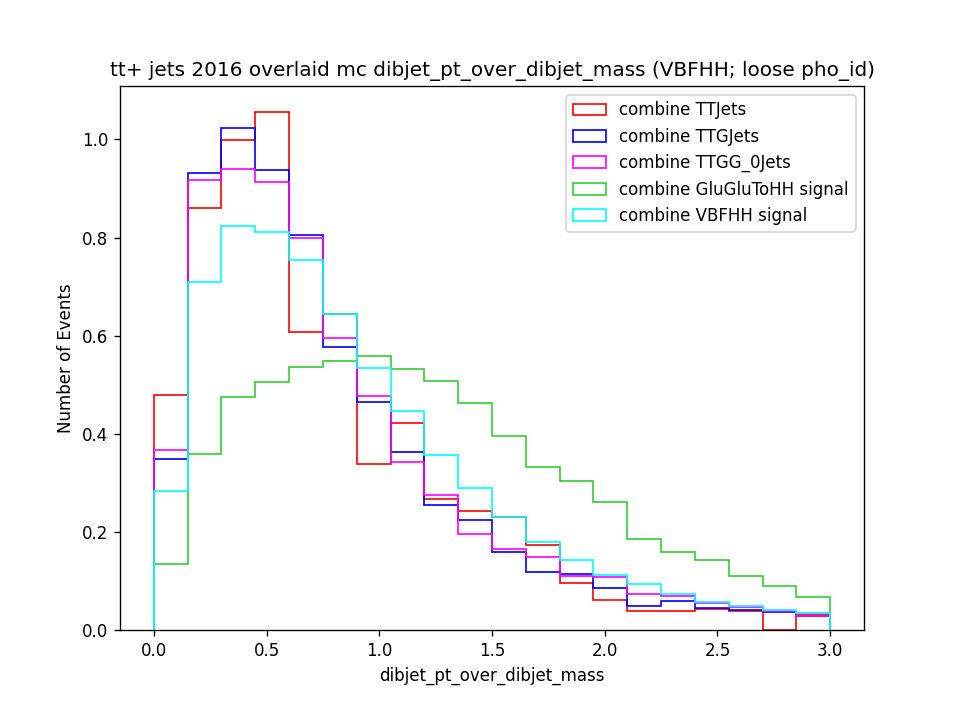 tt+ jets 2016 overlaid mc dibjet_pt_over_dibjet_mass (VBFHH; loose pho_id)
combine TTJets
combine TTGJets
combine TTGG_0Jets
combine GluGluToHH signal
combine VBFHH signal
Number of Events
1.0
0.8
0.6
0.4
0.2
0.0
0.0 0.5 1.0 1.5 2.0 2.5 3.0
dibjet_pt_over_dibjet_mass